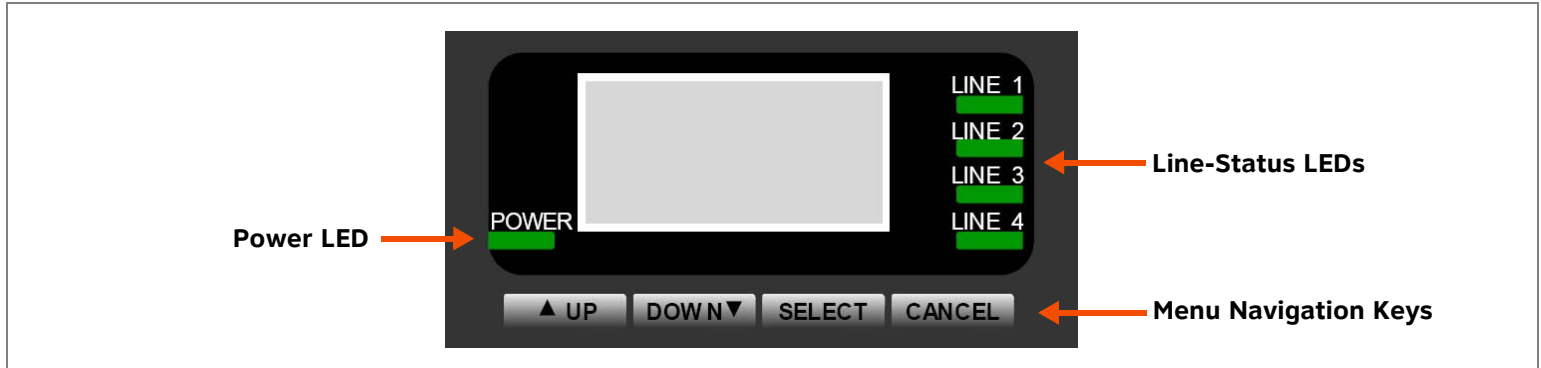 LINE 1
LINE 2
Line-Status LEDs
LINE 3
POWER
LINE 4
Power LED
▲ UP
DOWN▼
SELECT
CANCEL
Menu Navigation Keys